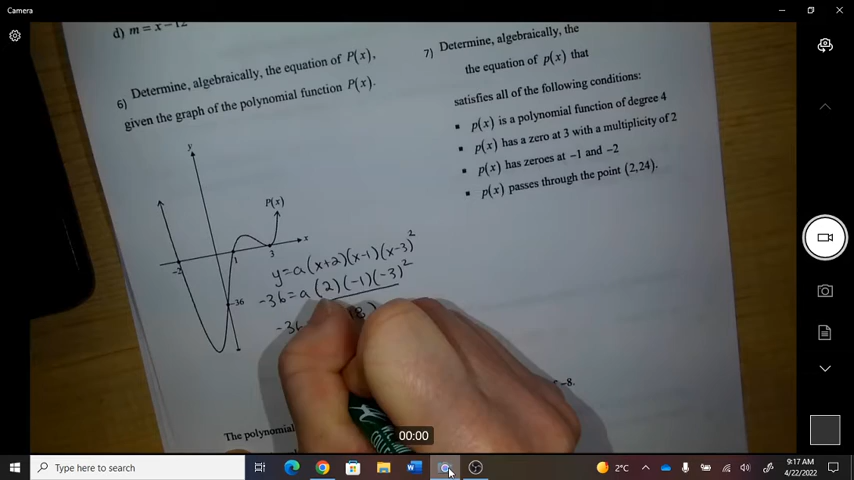 Camera
d) m = x - 12
6) Determine, algebraically, the equation of P(x),
given the graph of the polynomial function P(x).
y
P(x)
x
-2
1
3
-36
y=a(x+2)(x-1)(x-3)²
-36=a(2)(-1)(-3)²
-36
18)
The polynomial
7) Determine, algebraically, the
the equation of p(x) that
satisfies all of the following conditions:
▪ p(x) is a polynomial function of degree 4
▪ p(x) has a zero at 3 with a multiplicity of 2
▪ p(x) has zeroes at −1 and −2
▪ p(x) passes through the point (2,24).
-8.
00:00
Type here to search
2°C
9:17 AM
4/22/2022